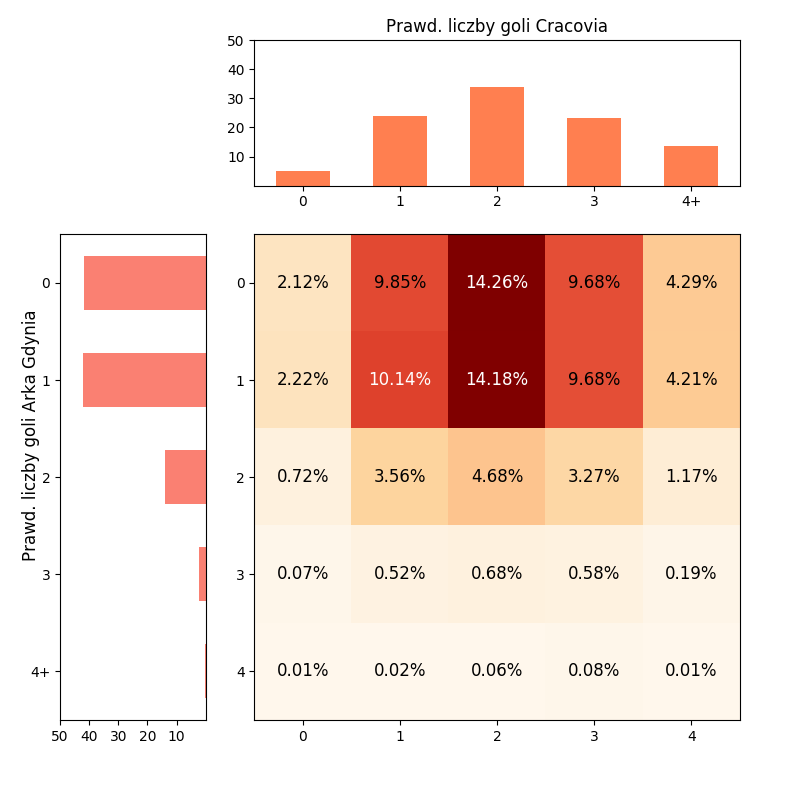 Prawd. liczby goli Cracovia
50
40
30
20
10
0 1 2 3 4+
Prawd. liczby goli Arka Gdynia
0
1
2
3
4+
50 40 30 20 10
0 2.12% 9.85% 14.26% 9.68% 4.29%
1 2.22% 10.14% 14.18% 9.68% 4.21%
2 0.72% 3.56% 4.68% 3.27% 1.17%
3 0.07% 0.52% 0.68% 0.58% 0.19%
4 0.01% 0.02% 0.06% 0.08% 0.01%
0 1 2 3 4